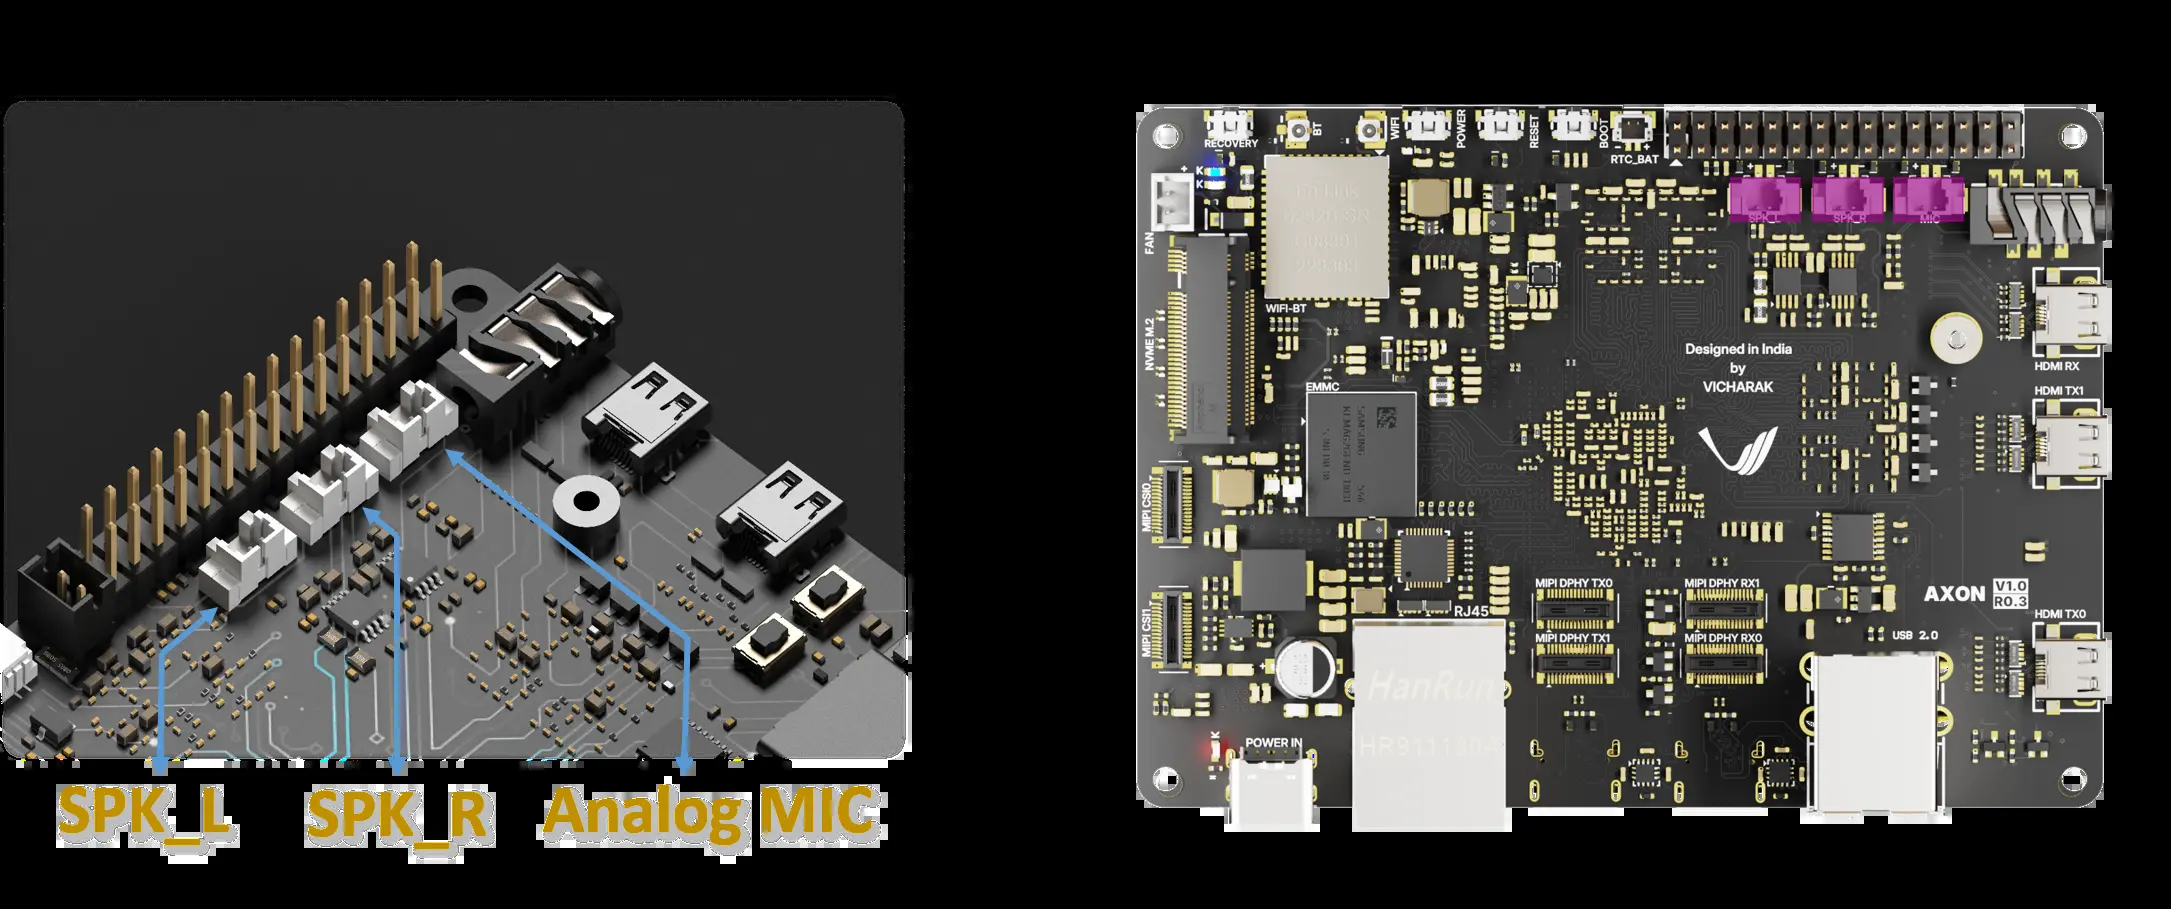 SPK_L
SPK_R
Analog MIC
RECOVERY
BT
WIFI
POWER
RESET
BOOT
RTC_BAT
+
K
K
FAN
SPK_L
SPK_R
MIC
WIFI-BT
NVME M.2
EMMC
SAMSUNG
Designed in India
by
VICHARAK
HDMI RX
HDMI TX1
MIPI CSI0
MIPI CSI1
RJ45
MIPI DPHY TX0
MIPI DPHY RX1
MIPI DPHY TX1
MIPI DPHY RX0
AXON
V1.0
R0.3
USB 2.0
HDMI TX0
HanRun
HR911130A
K
POWER IN